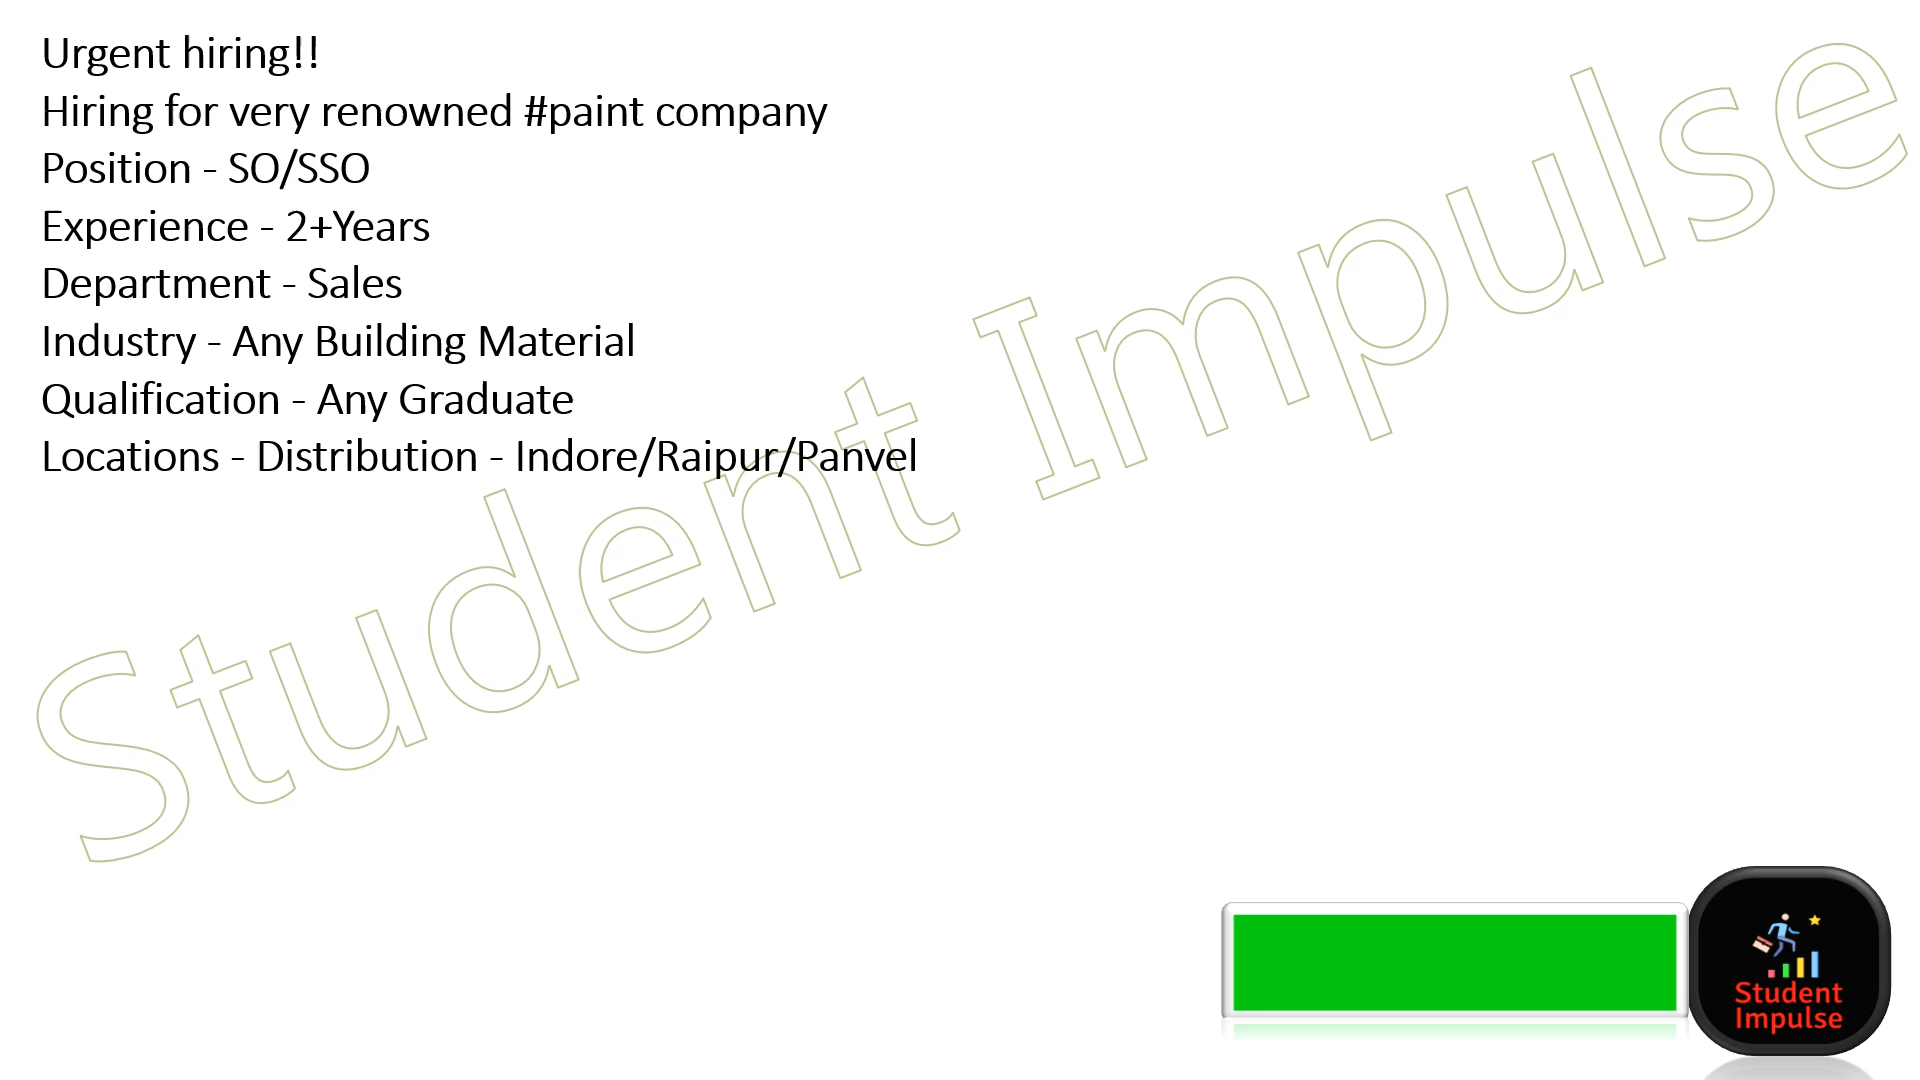 Urgent hiring!!
Hiring for very renowned #paint company
Position - SO/SSO
Experience - 2+Years
Department - Sales
Industry - Any Building Material
Qualification - Any Graduate
Locations - Distribution - Indore/Raipur/Panvel
Student Impulse
Student
Impulse